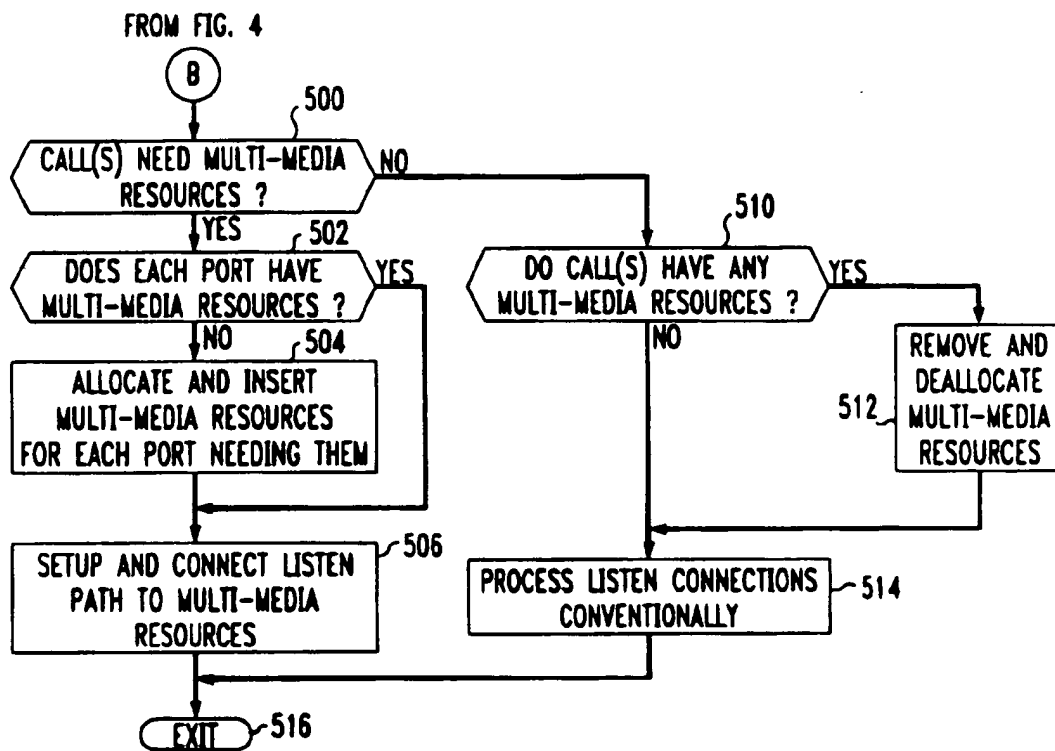 FROM FIG. 4
B
500
CALL(S) NEED MULTI-MEDIA
RESOURCES ?
NO
YES
502
DOES EACH PORT HAVE
MULTI-MEDIA RESOURCES ?
YES
NO
504
ALLOCATE AND INSERT
MULTI-MEDIA RESOURCES
FOR EACH PORT NEEDING THEM
506
SETUP AND CONNECT LISTEN
PATH TO MULTI-MEDIA
RESOURCES
510
DO CALL(S) HAVE ANY
MULTI-MEDIA RESOURCES ?
YES
NO
REMOVE AND
DEALLOCATE
MULTI-MEDIA
RESOURCES
512
PROCESS LISTEN CONNECTIONS
CONVENTIONALLY
514
EXIT
516